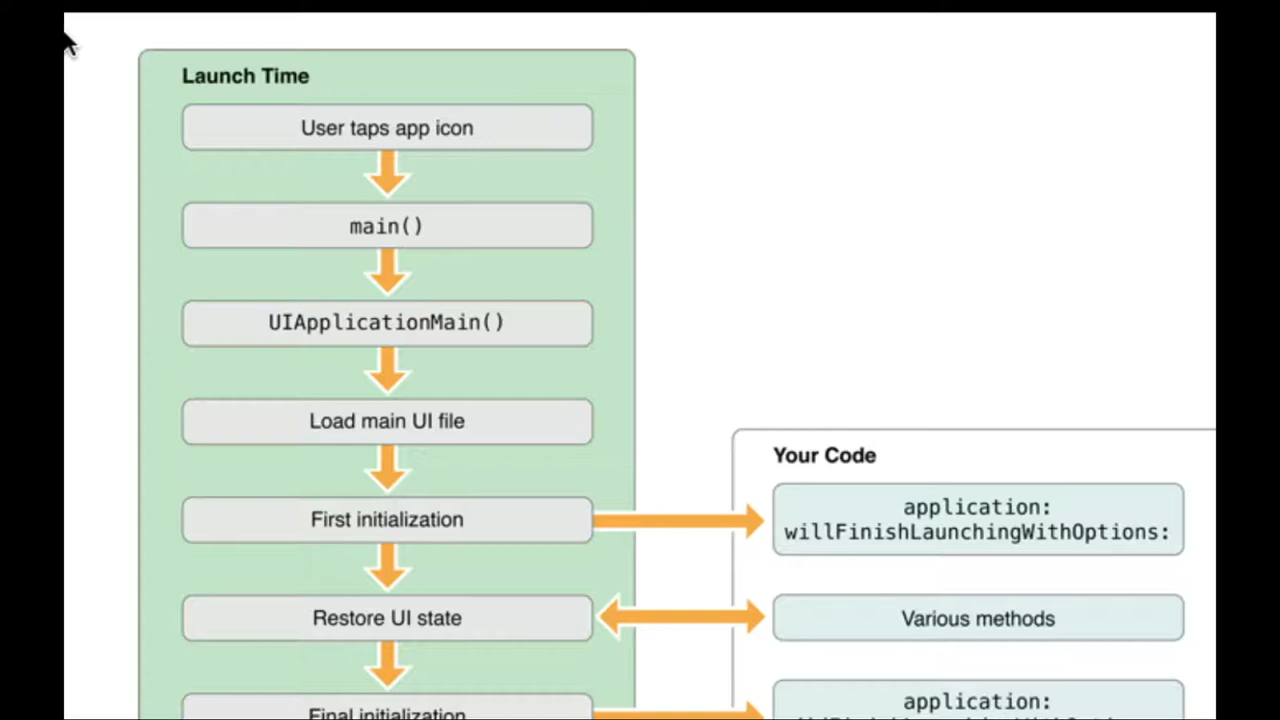 Launch Time
User taps app icon
main()
UIApplicationMain()
Load main UI file
First initialization
Restore UI state
Final initialization
Your Code
application:
willFinishLaunchingWithOptions:
Various methods
application: